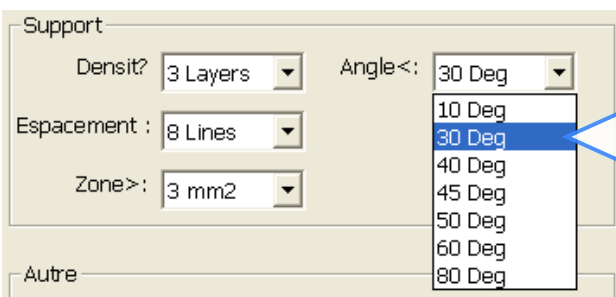 Support
Densit? 3 Layers Angle<: 30 Deg
10 Deg
Espacement : 8 Lines 30 Deg
40 Deg
Zone>: 3 mm2 45 Deg
50 Deg
60 Deg
Autre 80 Deg